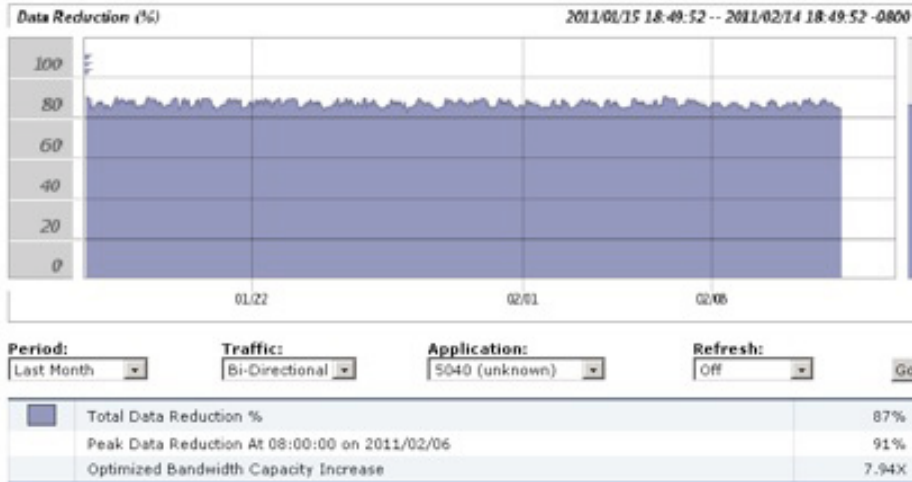 Data Reduction (%) 2011/01/15 18:49:52 -- 2011/02/14 18:49:52 -0800
100
80
60
40
20
0
01/22 02/01 02/08
Period: Traffic: Application: Refresh:
Last Month Bi-Directional 5040 (unknown) Off Go
Total Data Reduction % 87%
Peak Data Reduction At 08:00:00 on 2011/02/06 91%
Optimized Bandwidth Capacity Increase 7.94X